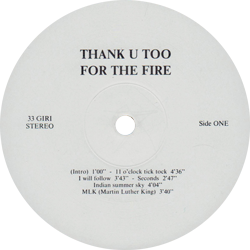 THANK U TOO
FOR THE FIRE
33 GIRI
STEREO
Side ONE
(Intro) 1'00" - 11 o'clock tick tock 4'36"
I will follow 3'43" - Seconds 2'47"
Indian summer sky 4'04"
MLK (Martin Luther King) 3'40"